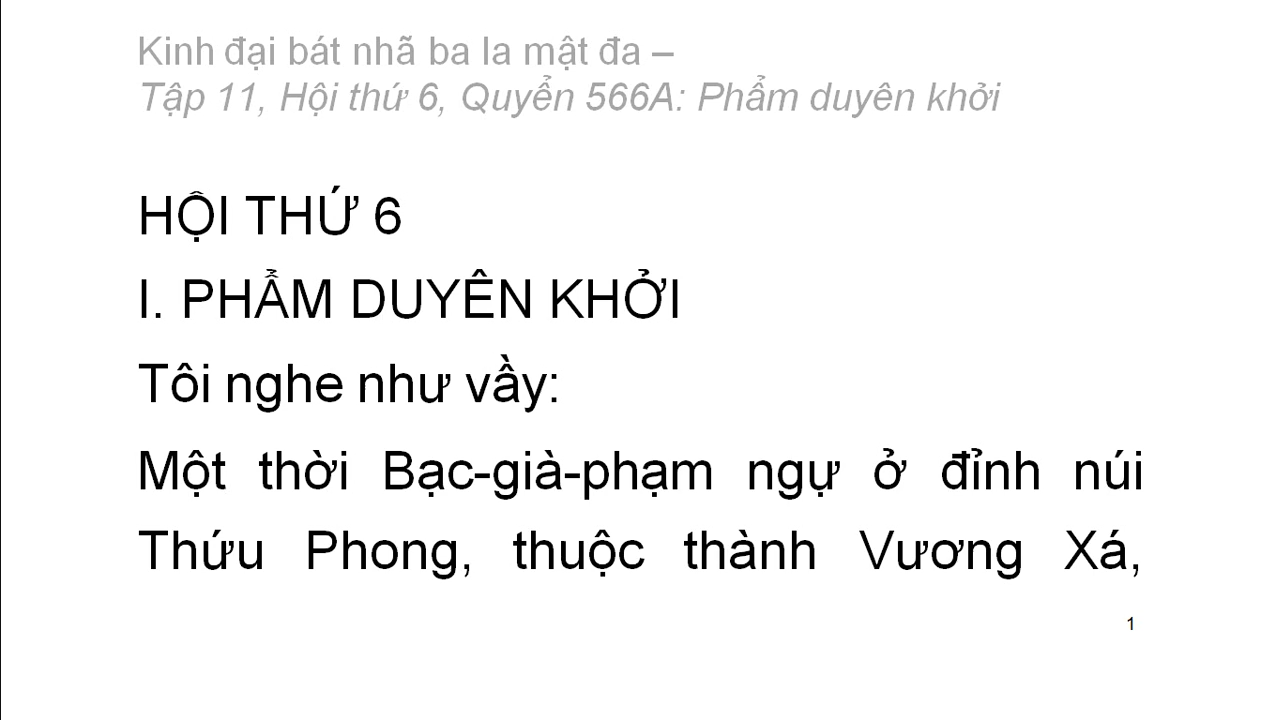 Kinh đại bát nhã ba la mật đa –
Tập 11, Hội thứ 6, Quyển 566A: Phẩm duyên khởi
HỘI THỨ 6
I. PHẨM DUYÊN KHỞI
Tôi nghe như vầy:
Một thời Bạc-già-phạm ngự ở đỉnh núi
Thứu Phong, thuộc thành Vương Xá,
1